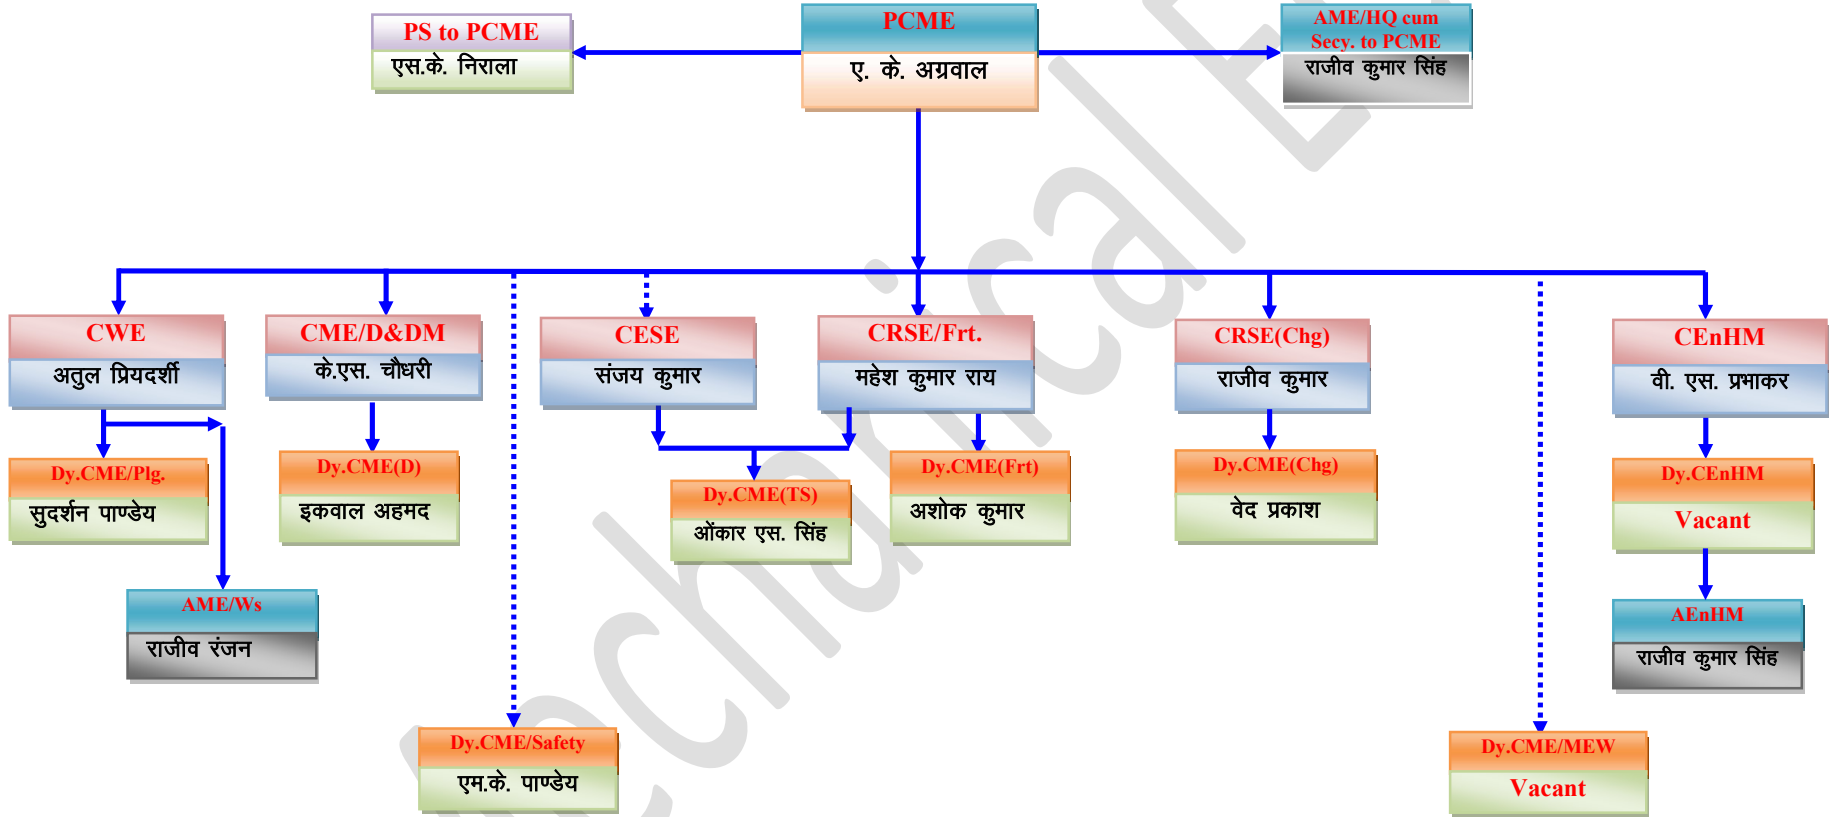 PS to PCME
एस.के. निराला
PCME
ए. के. अग्रवाल
AME/HQ cum
Secy. to PCME
राजीव कुमार सिंह
CWE
अतुल प्रियदर्शी
CME/D&DM
के.एस. चौधरी
CESE
संजय कुमार
CRSE/Frt.
महेश कुमार राय
CRSE(Chg)
राजीव कुमार
CEnHM
वी. एस. प्रभाकर
Dy.CME/Plg.
सुदर्शन पाण्डेय
Dy.CME(D)
इकवाल अहमद
Dy.CME(TS)
ओंकार एस. सिंह
Dy.CME(Frt)
अशोक कुमार
Dy.CME(Chg)
वेद प्रकाश
Dy.CEnHM
Vacant
AME/Ws
राजीव रंजन
AEnHM
राजीव कुमार सिंह
Dy.CME/Safety
एम.के. पाण्डेय
Dy.CME/MEW
Vacant